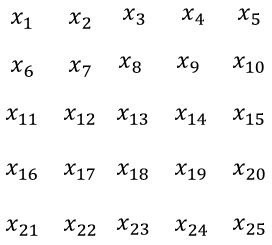 x₁ x₂ x₃ x₄ x₅
x₆ x₇ x₈ x₉ x₁₀
x₁₁ x₁₂ x₁₃ x₁₄ x₁₅
x₁₆ x₁₇ x₁₈ x₁₉ x₂₀
x₂₁ x₂₂ x₂₃ x₂₄ x₂₅